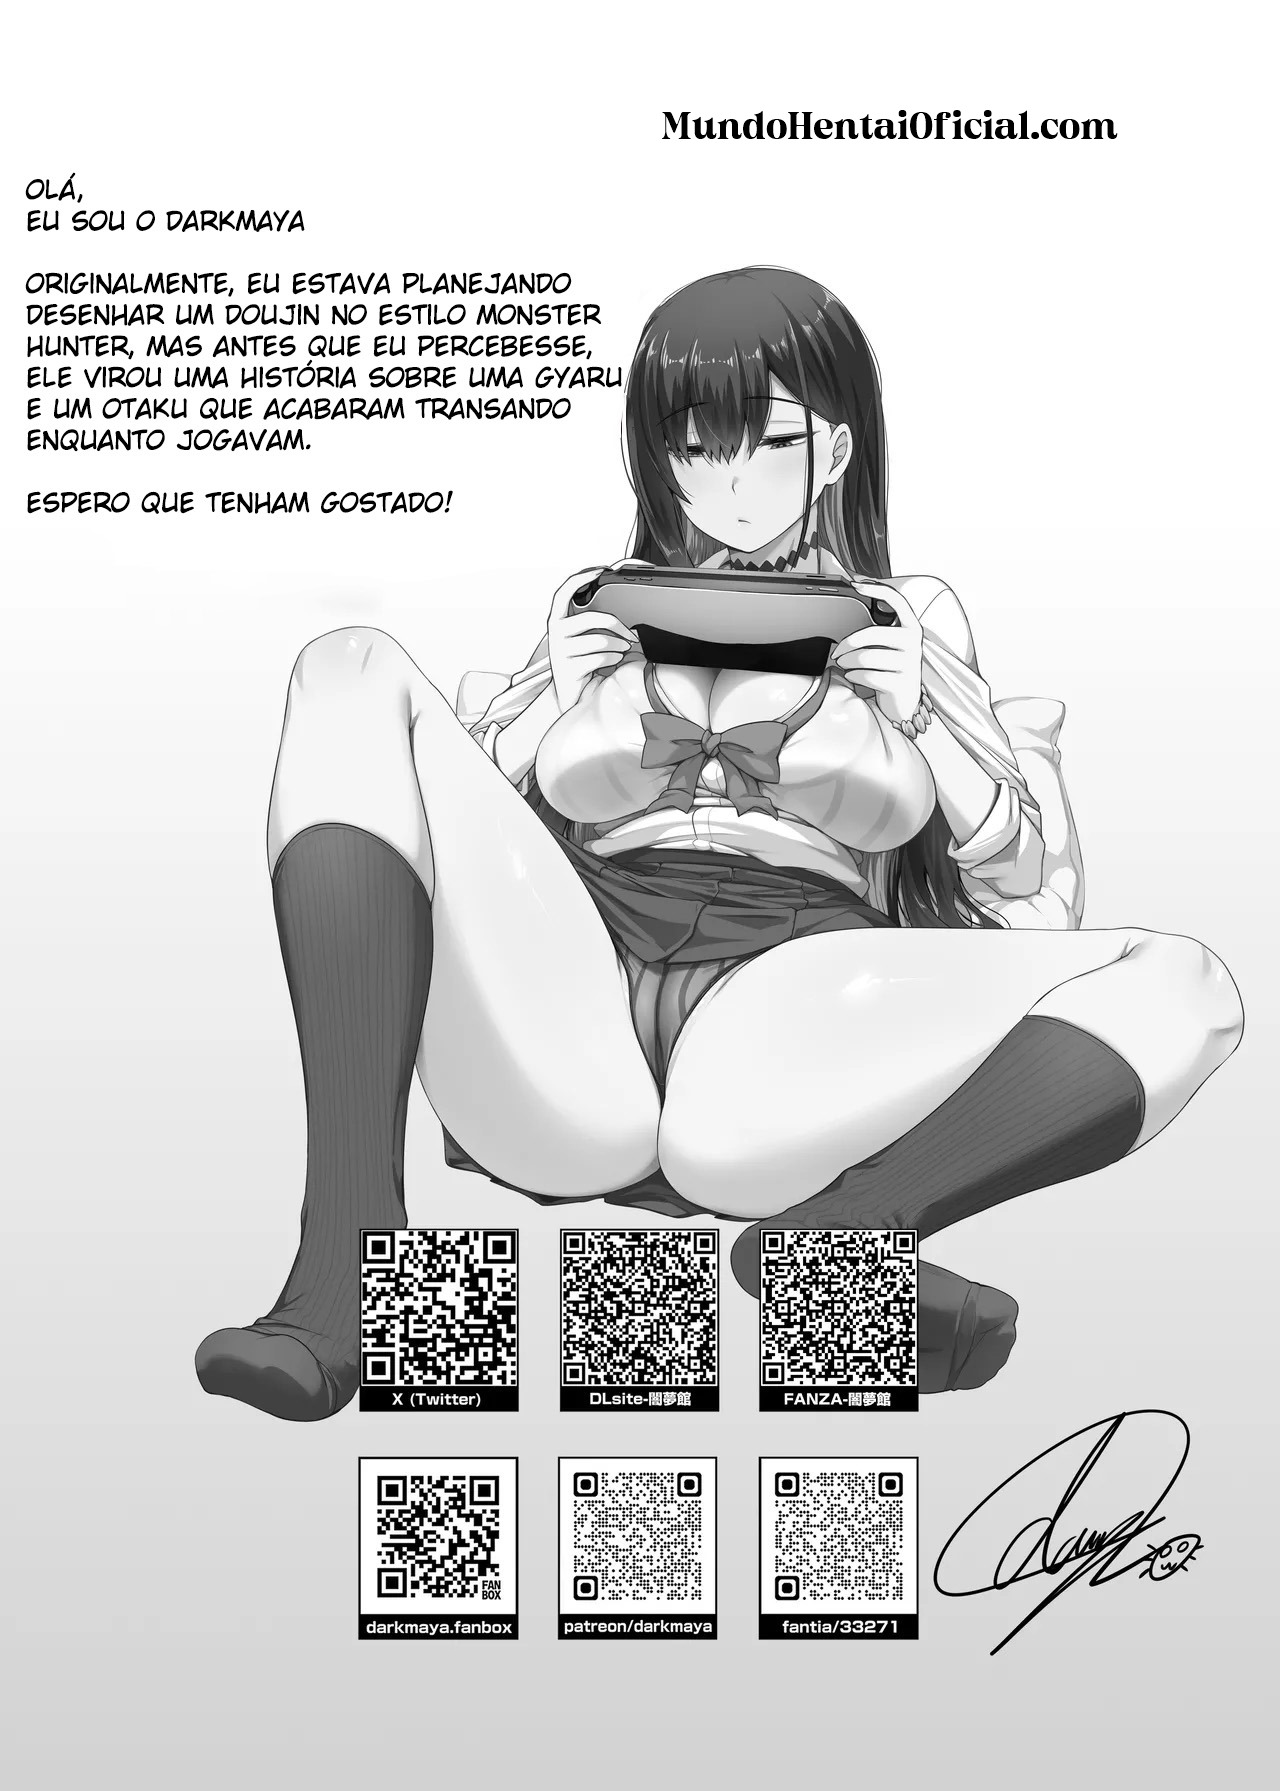 MundoHentaiOficial.com
OLÁ,
EU SOU O DARKMAYA
ORIGINALMENTE, EU ESTAVA PLANEJANDO
DESENHAR UM DOUJIN NO ESTILO MONSTER
HUNTER, MAS ANTES QUE EU PERCEBESSE,
ELE VIROU UMA HISTÓRIA SOBRE UMA GYARU
E UM OTAKU QUE ACABARAM TRANSANDO
ENQUANTO JOGAVAM.
ESPERO QUE TENHAM GOSTADO!
X (Twitter)
DLsite-闇夢館
FANZA-闇夢館
FAN
BOX
darkmaya.fanbox
patreon/darkmaya
fantia/33271